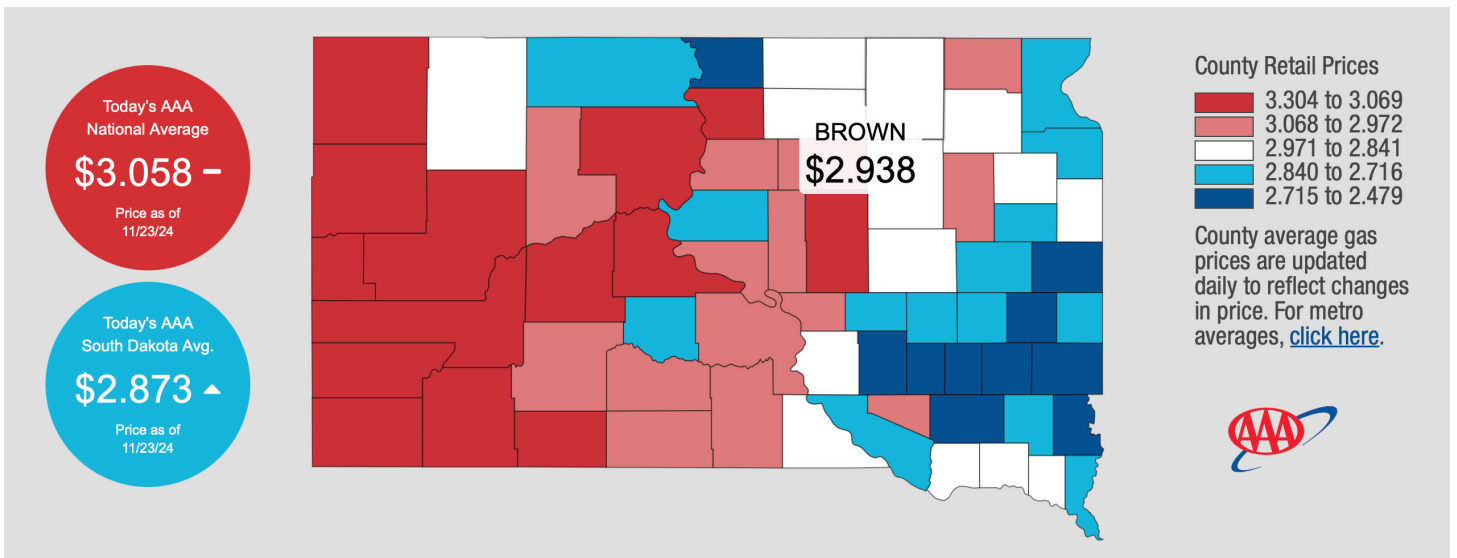 Today's AAA
National Average
$3.058 –
Price as of
11/23/24
Today's AAA
South Dakota Avg.
$2.873
Price as of
11/23/24
BROWN
$2.938
County Retail Prices
3.304 to 3.069
3.068 to 2.972
2.971 to 2.841
2.840 to 2.716
2.715 to 2.479
County average gas
prices are updated
daily to reflect changes
in price. For metro
averages, click here.
AAA